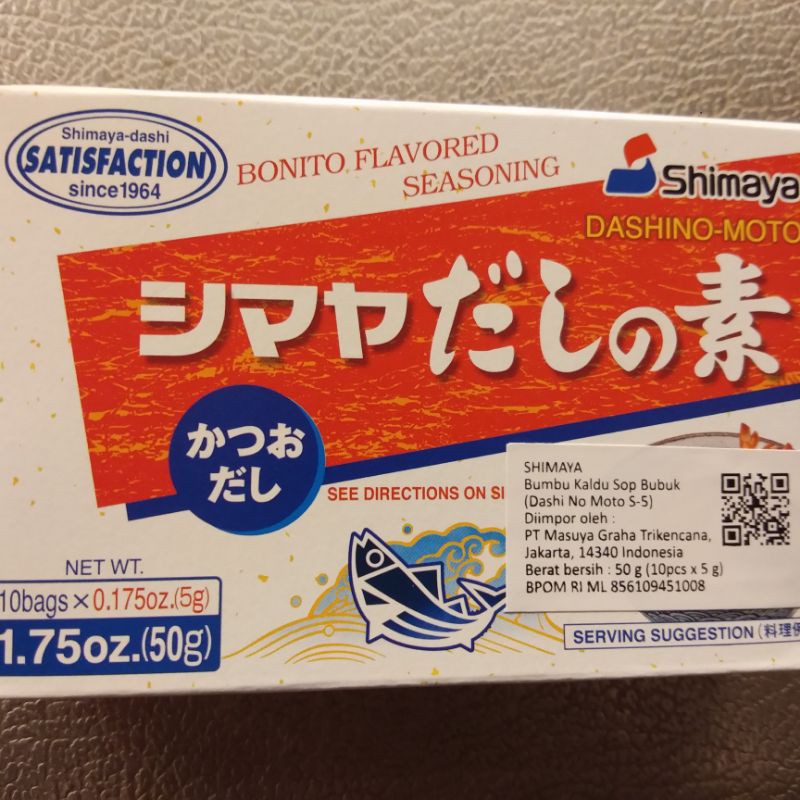 Shimaya-dashi
SATISFACTION
since1964
BONITO FLAVORED
SEASONING
Shimaya
DASHINO-MOTO
シマヤだしの素
かつお
だし
SEE DIRECTIONS ON
SHIMAYA
Bumbu Kaldu Sop Bubuk
(Dashi No Moto S-5)
Diimpor oleh :
PT Masuya Graha Trikencana,
Jakarta, 14340 Indonesia
Berat bersih : 50 g (10pcs x 5 g)
BPOM RI ML 856109451008
NET WT.
10bags×0.175oz.(5g)
1.75oz.(50g)
SERVING SUGGESTION (料理